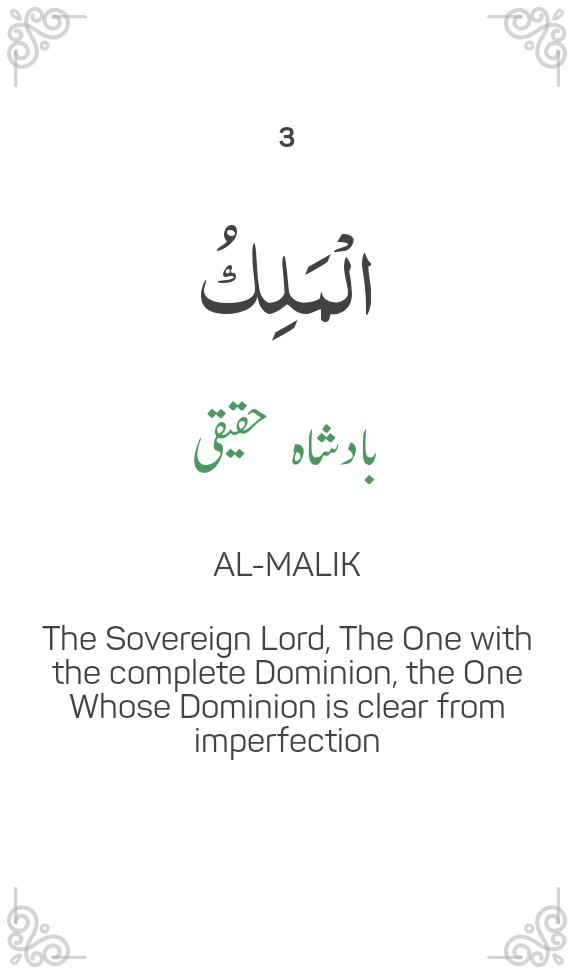 3
الْمَلِكُ
بادشاہ حقیقی
AL-MALIK
The Sovereign Lord, The One with
the complete Dominion, the One
Whose Dominion is clear from
imperfection